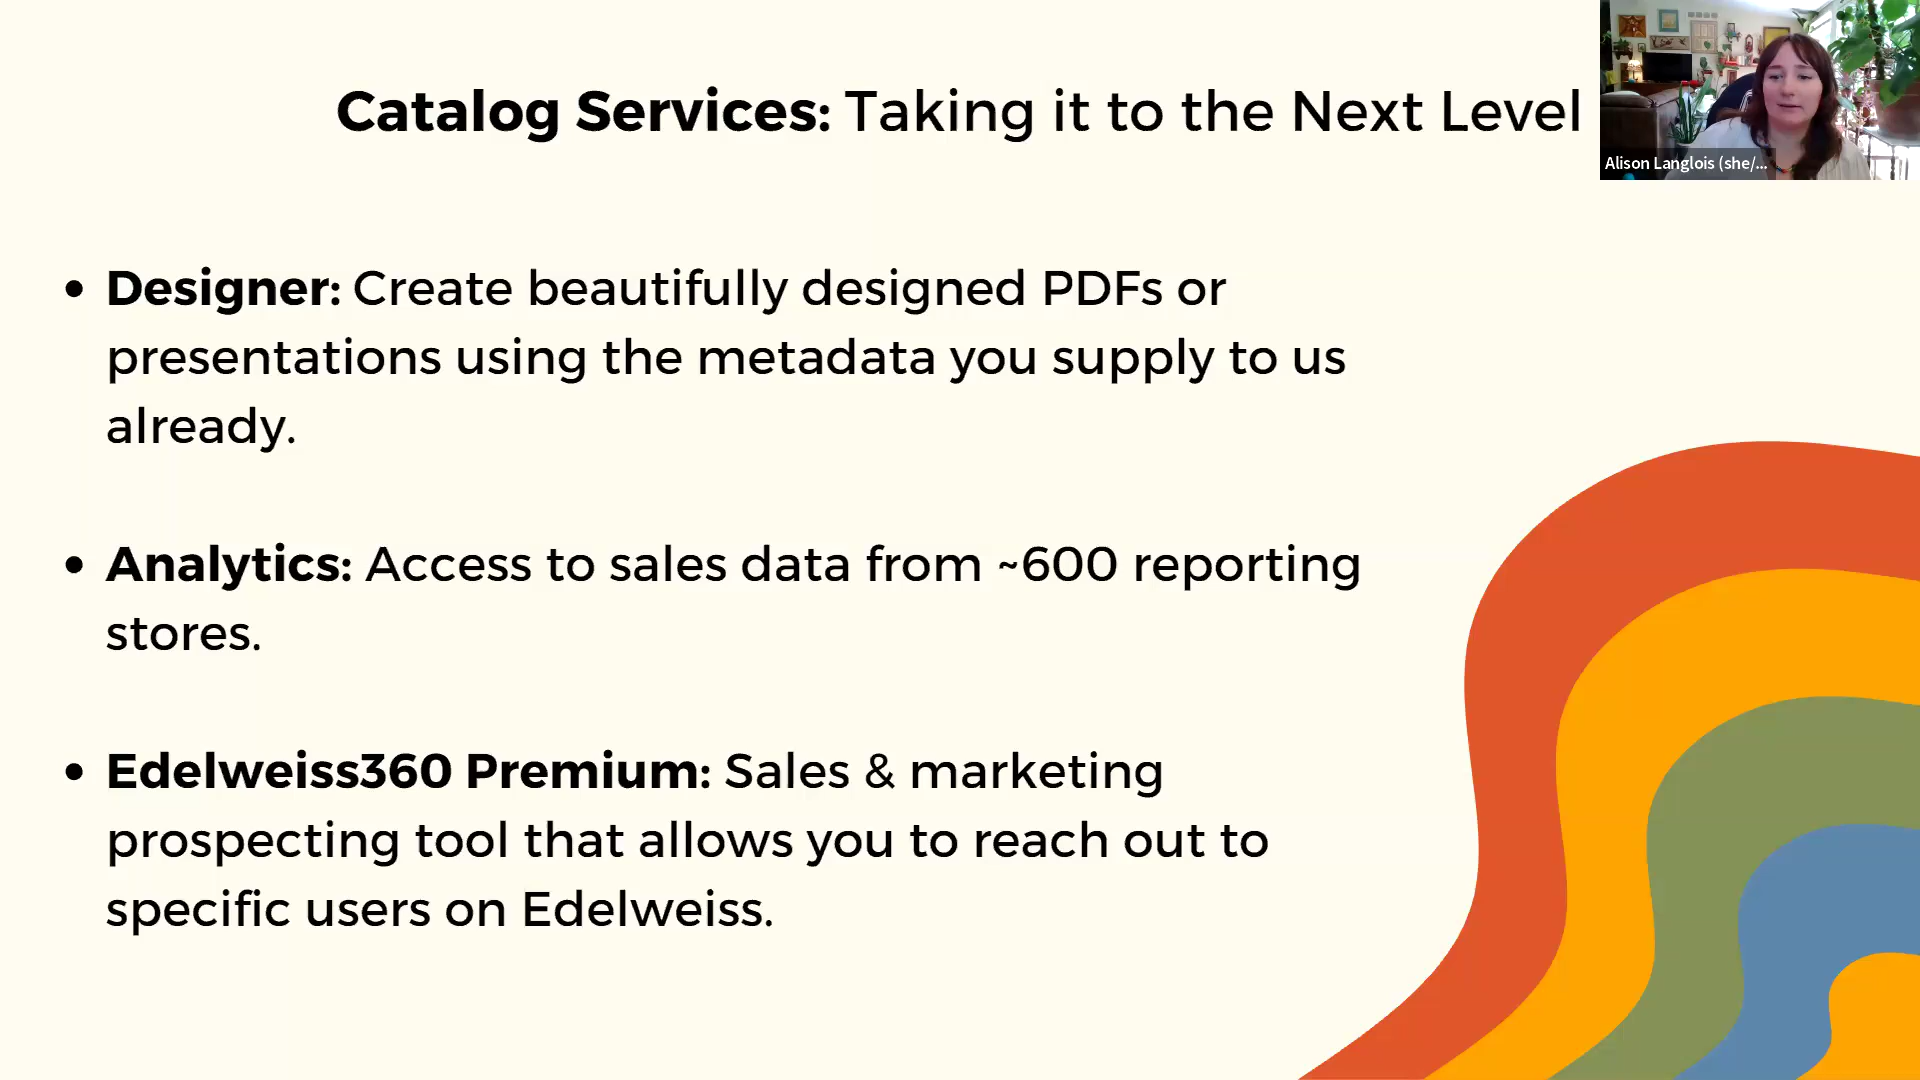 Catalog Services: Taking it to the Next Level
Alison Langlois (she/...
• Designer: Create beautifully designed PDFs or
presentations using the metadata you supply to us
already.
• Analytics: Access to sales data from ~600 reporting
stores.
• Edelweiss360 Premium: Sales & marketing
prospecting tool that allows you to reach out to
specific users on Edelweiss.